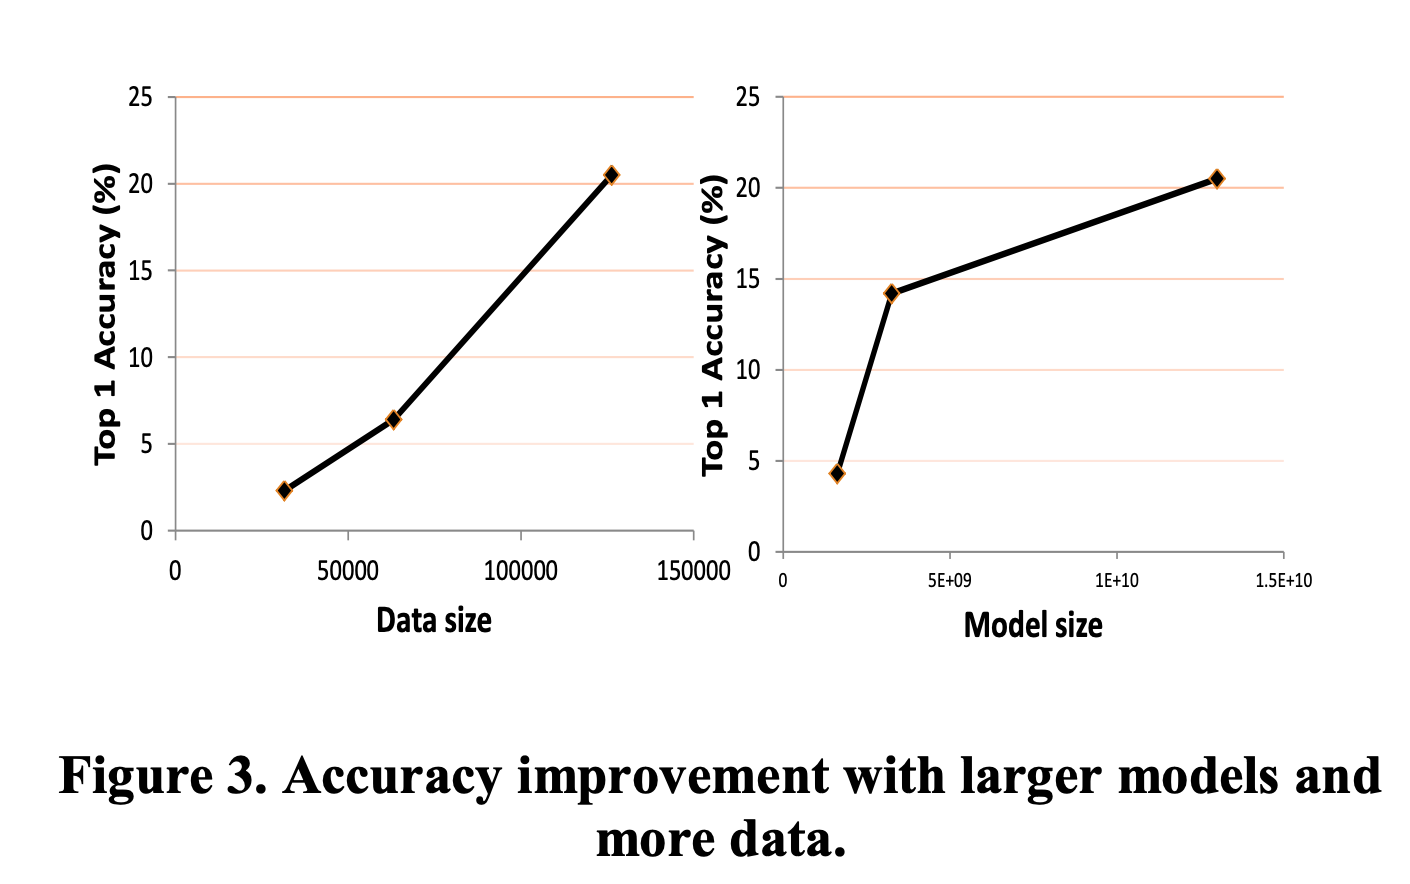 25
20
15
10
5
0
Top 1 Accuracy (%)
0 50000 100000 150000
Data size
25
20
15
10
5
0
Top 1 Accuracy (%)
0 5E+09 1E+10 1.5E+10
Model size
Figure 3. Accuracy improvement with larger models and
more data.